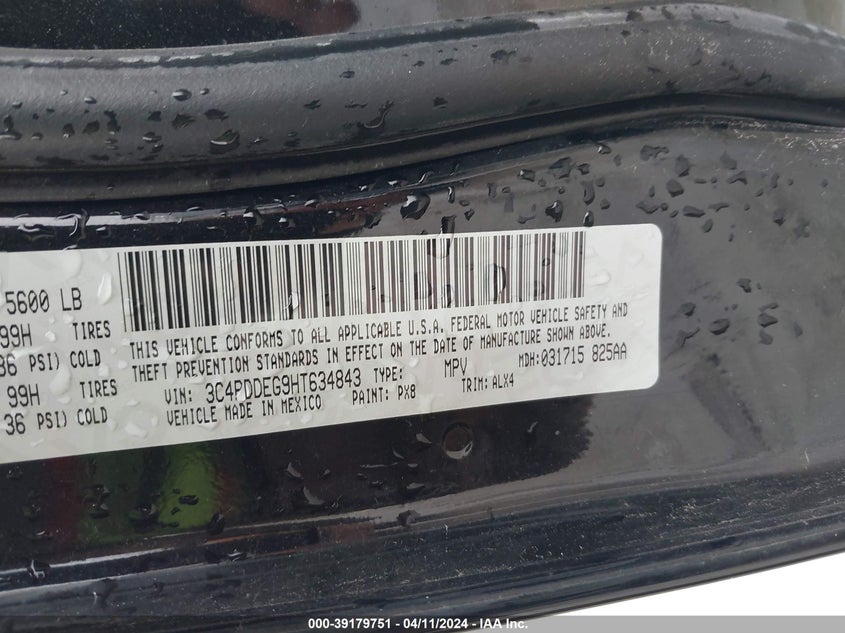 5600 LB
99H TIRES
36 PSI) COLD
99H TIRES
36 PSI) COLD
THIS VEHICLE CONFORMS TO ALL APPLICABLE U.S.A. FEDERAL MOTOR VEHICLE SAFETY AND
THEFT PREVENTION STANDARDS IN EFFECT ON THE DATE OF MANUFACTURE SHOWN ABOVE.
VIN: 3C4PDDEG9HT634843 TYPE: MPV MDH: 031715 825AA
VEHICLE MADE IN MEXICO PAINT: PX8 TRIM: ALX4
000-39179751 - 04/11/2024 - IAA Inc.